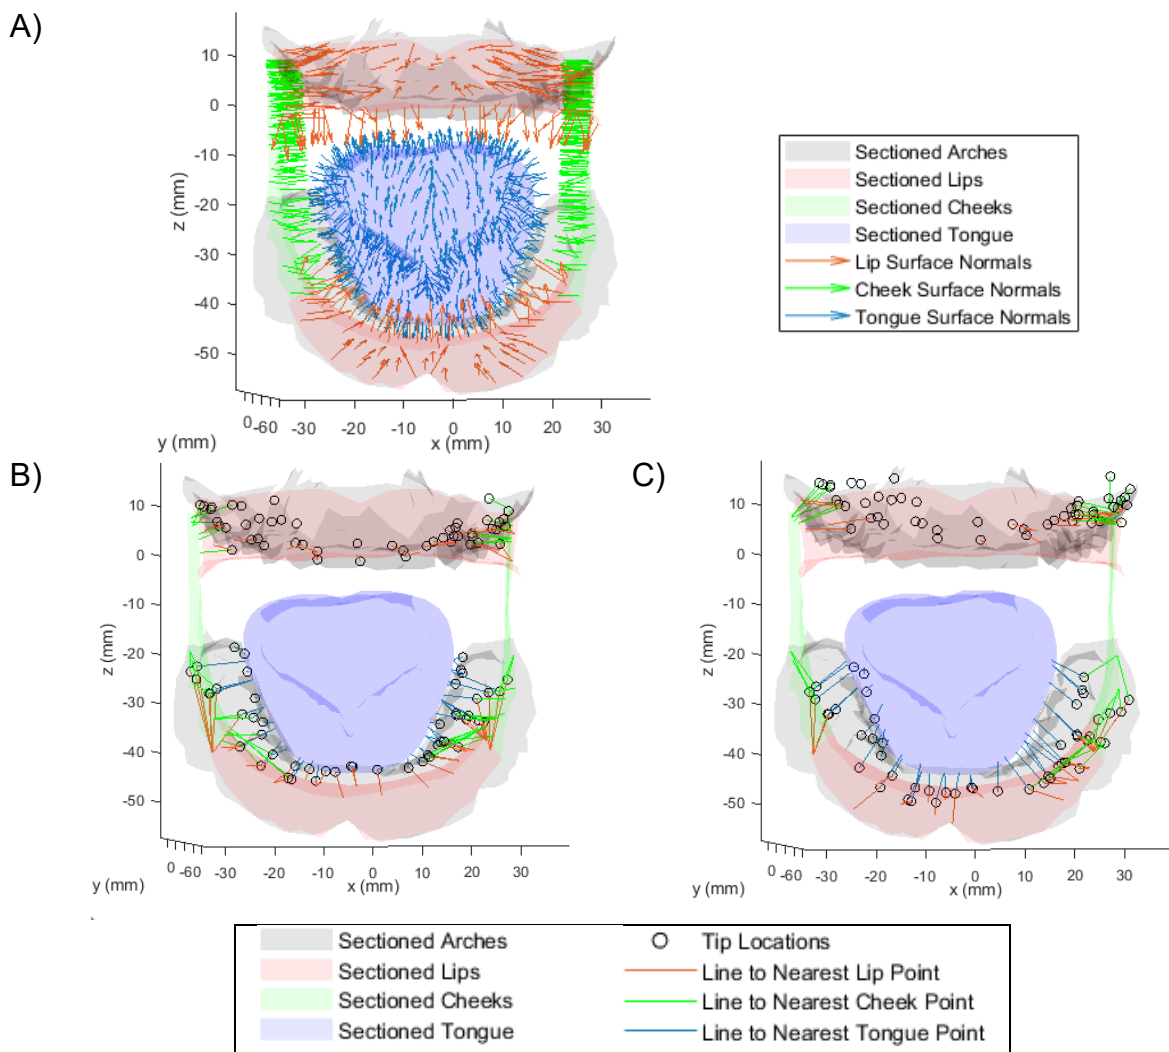 A)
10
0
-10
-20
-30
-40
-50
z (mm)
0
-60
-30
-20
-10
0
10
20
30
y (mm)
x (mm)
Sectioned Arches
Sectioned Lips
Sectioned Cheeks
Sectioned Tongue
Lip Surface Normals
Cheek Surface Normals
Tongue Surface Normals
B)
10
0
-10
-20
-30
-40
-50
z (mm)
0
-60
-30
-20
-10
0
10
20
30
y (mm)
x (mm)
C)
10
0
-10
-20
-30
-40
-50
z (mm)
0
-60
-30
-20
-10
0
10
20
30
y (mm)
x (mm)
Sectioned Arches
Sectioned Lips
Sectioned Cheeks
Sectioned Tongue
Tip Locations
Line to Nearest Lip Point
Line to Nearest Cheek Point
Line to Nearest Tongue Point